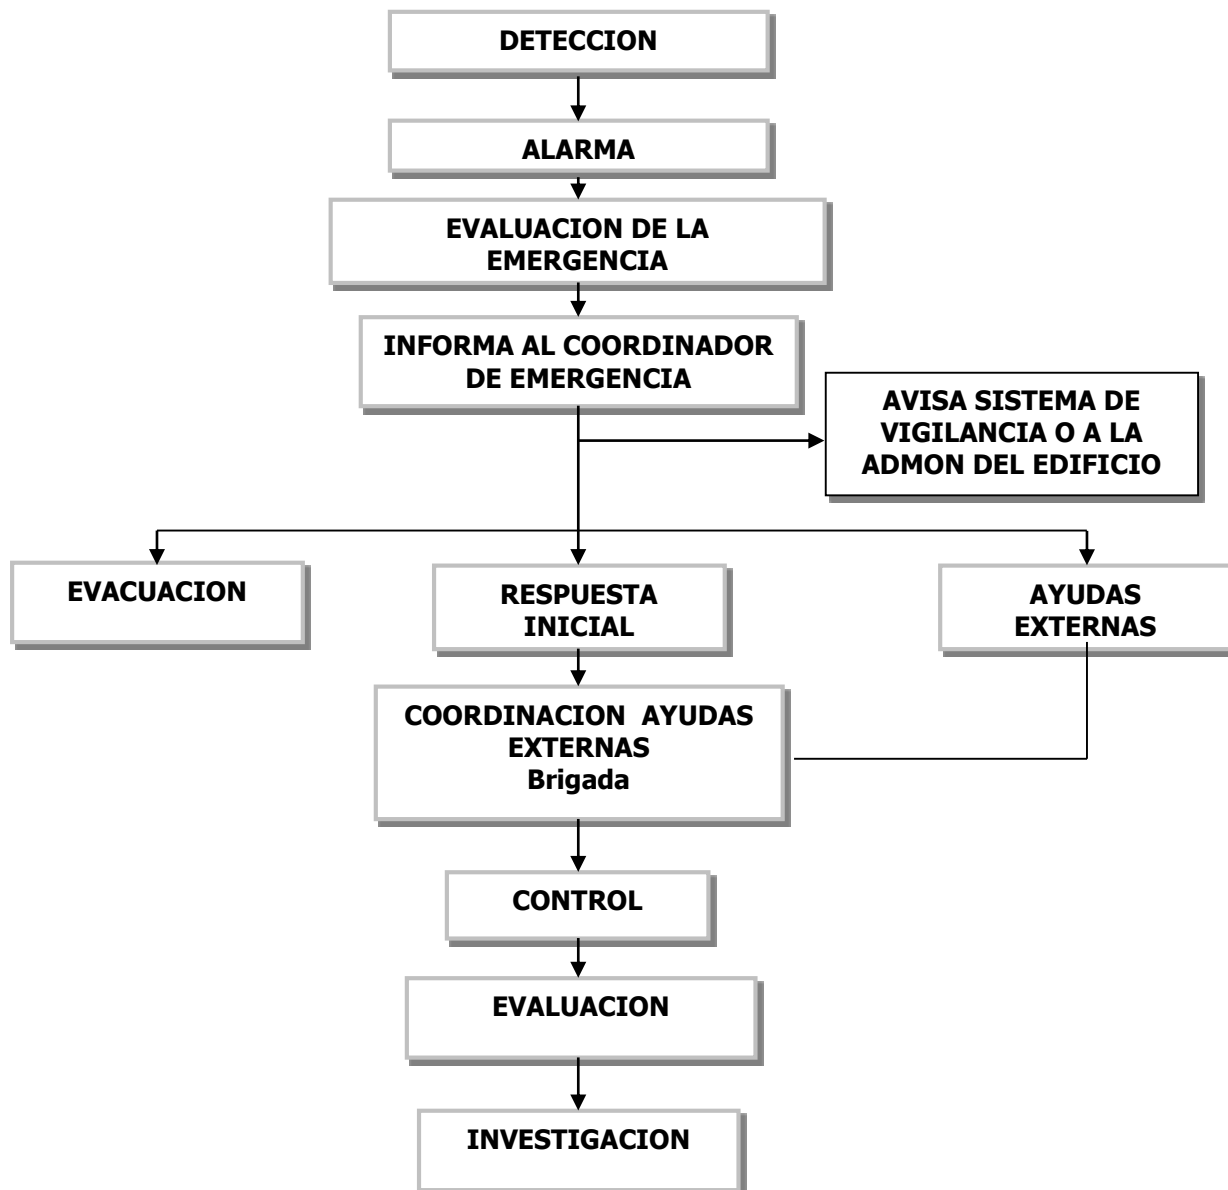 DETECCION
ALARMA
EVALUACION DE LA
EMERGENCIA
INFORMA AL COORDINADOR
DE EMERGENCIA
AVISA SISTEMA DE
VIGILANCIA O A LA
ADMON DEL EDIFICIO
EVACUACION
RESPUESTA
INICIAL
AYUDAS
EXTERNAS
COORDINACION  AYUDAS
EXTERNAS
Brigada
CONTROL
EVALUACION
INVESTIGACION